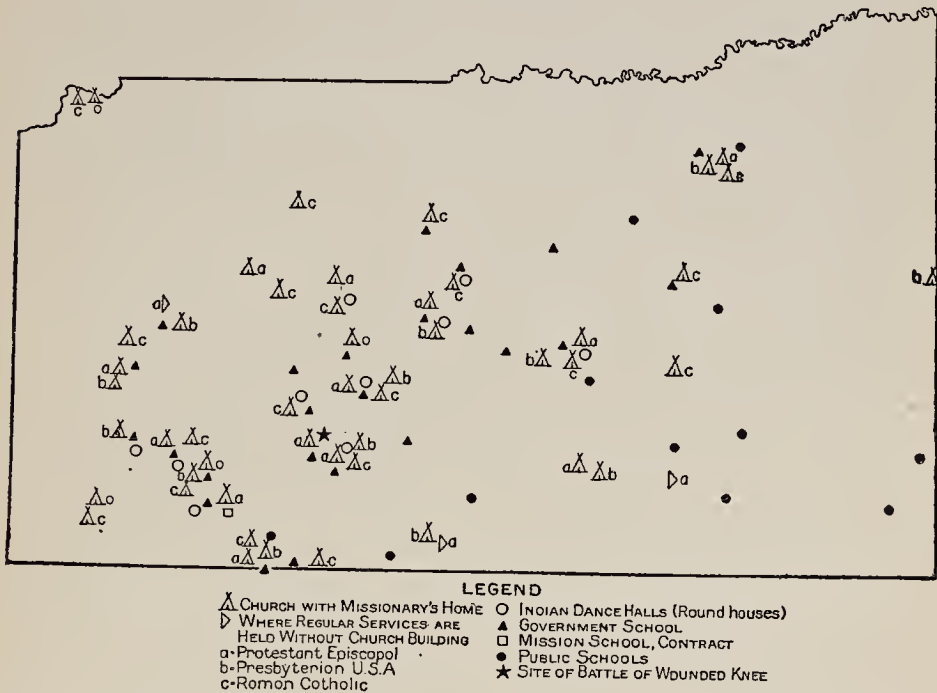 c
c
a
b
a
c
a
c
b
c
a
c
a
c
a
b
c
a
b
a
b
c
c
a
b
a
b
c
c
b
a
c
a
b
a
c
b
c
a
b
a
c
a
c
b
a
b
a
c
LEGEND
CHURCH WITH MISSIONARY'S HOME
WHERE REGULAR SERVICES ARE
HELD WITHOUT CHURCH BUILDING
a-Protestant Episcopal
b-Presbyterian U.S.A
c-Roman Catholic
INDIAN DANCE HALLS (Round houses)
GOVERNMENT SCHOOL
MISSION SCHOOL, CONTRACT
PUBLIC SCHOOLS
SITE OF BATTLE OF WOUNDED KNEE